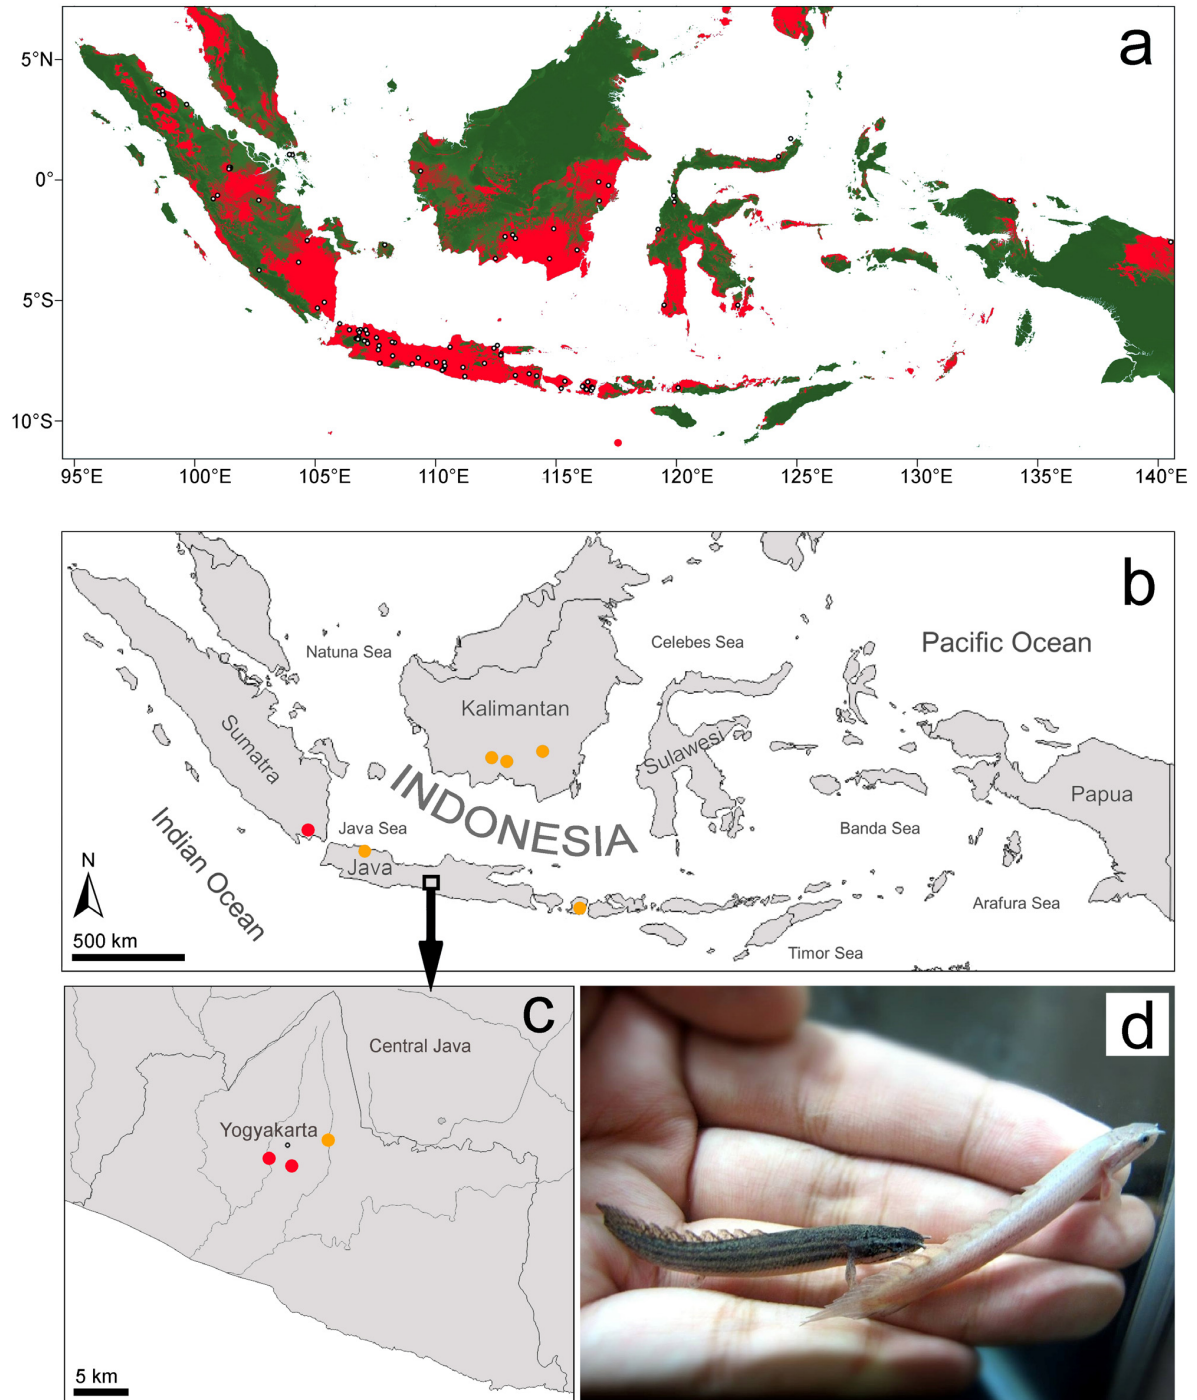 a
5°N
0°
5°S
10°S
95°E
100°E
105°E
110°E
115°E
120°E
125°E
130°E
135°E
140°E
b
Natuna Sea
Celebes Sea
Pacific Ocean
Kalimantan
Sumatra
Sulawesi
Papua
INDONESIA
Java Sea
Banda Sea
Java
Indian Ocean
N
Arafura Sea
500 km
Timor Sea
c
Central Java
Yogyakarta
5 km
d